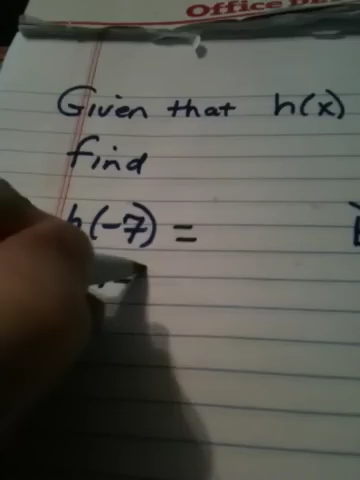 Office
Given that h(x)
find
h(-7) =